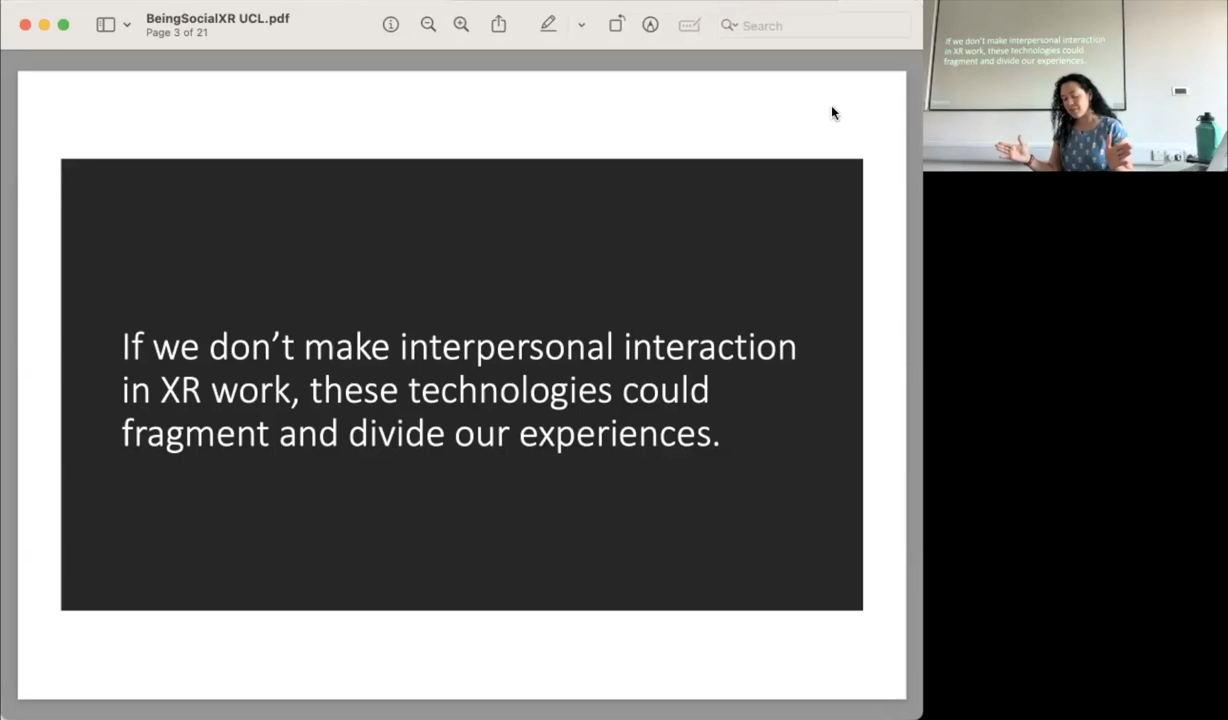 BeingSocialXR UCL.pdf
Page 3 of 21
Search
If we don't make interpersonal interaction
in XR work, these technologies could
fragment and divide our experiences.
If we don't make interpersonal interaction
in XR work, these technologies could
fragment and divide our experiences.